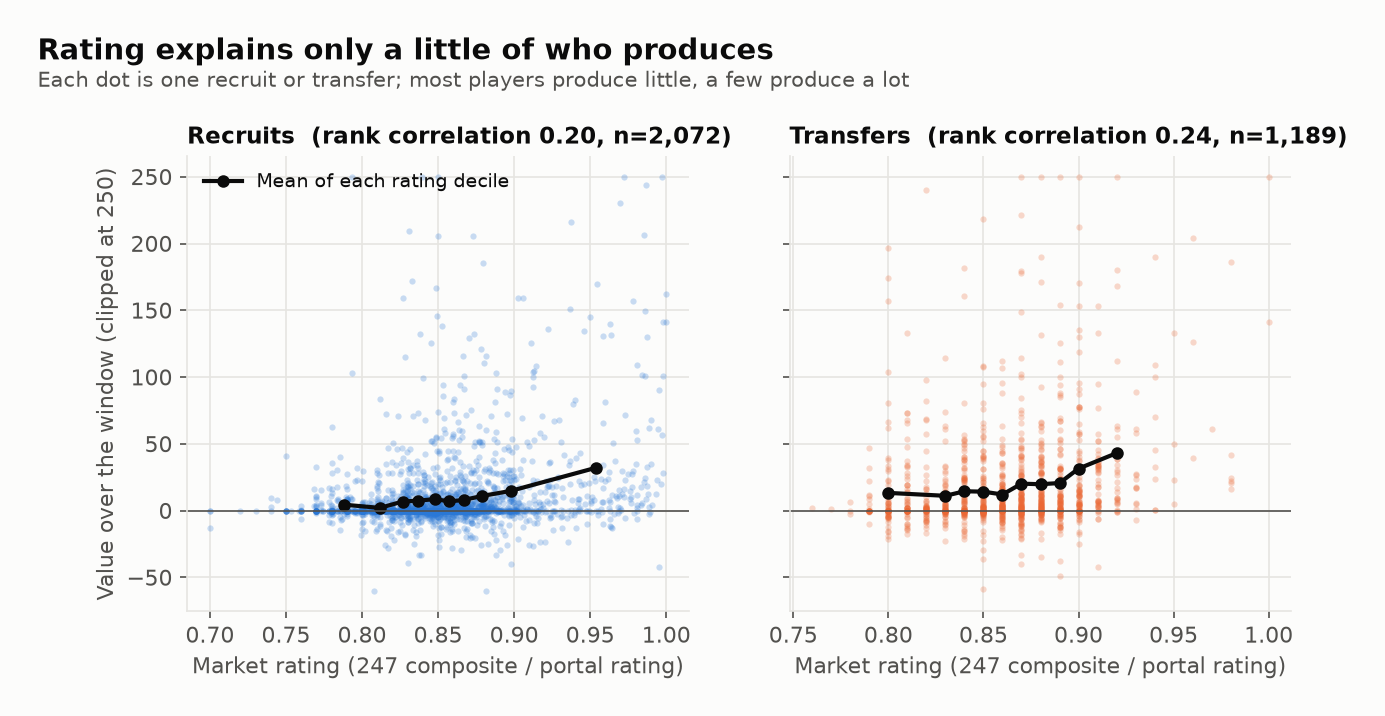 Rating explains only a little of who produces
Each dot is one recruit or transfer; most players produce little, a few produce a lot
Recruits (rank correlation 0.20, n=2,072)
Transfers (rank correlation 0.24, n=1,189)
Mean of each rating decile
Value over the window (clipped at 250)
250
200
150
100
50
0
−50
0.70 0.75 0.80 0.85 0.90 0.95 1.00
0.75 0.80 0.85 0.90 0.95 1.00
Market rating (247 composite / portal rating)
Market rating (247 composite / portal rating)